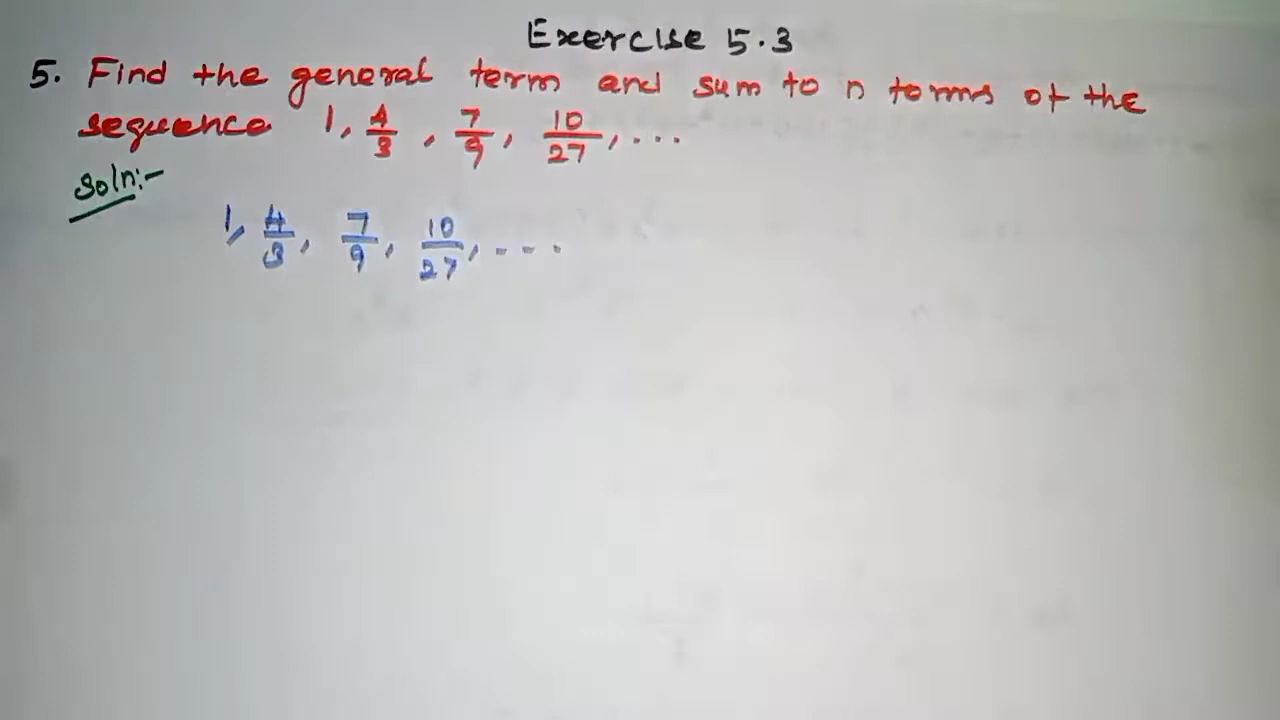 Exercise 5.3
5. Find the general term and sum to n terms of the
sequence 1, 4/3, 7/9, 10/27, ...
Soln:-
1, 4/3, 7/9, 10/27, ....